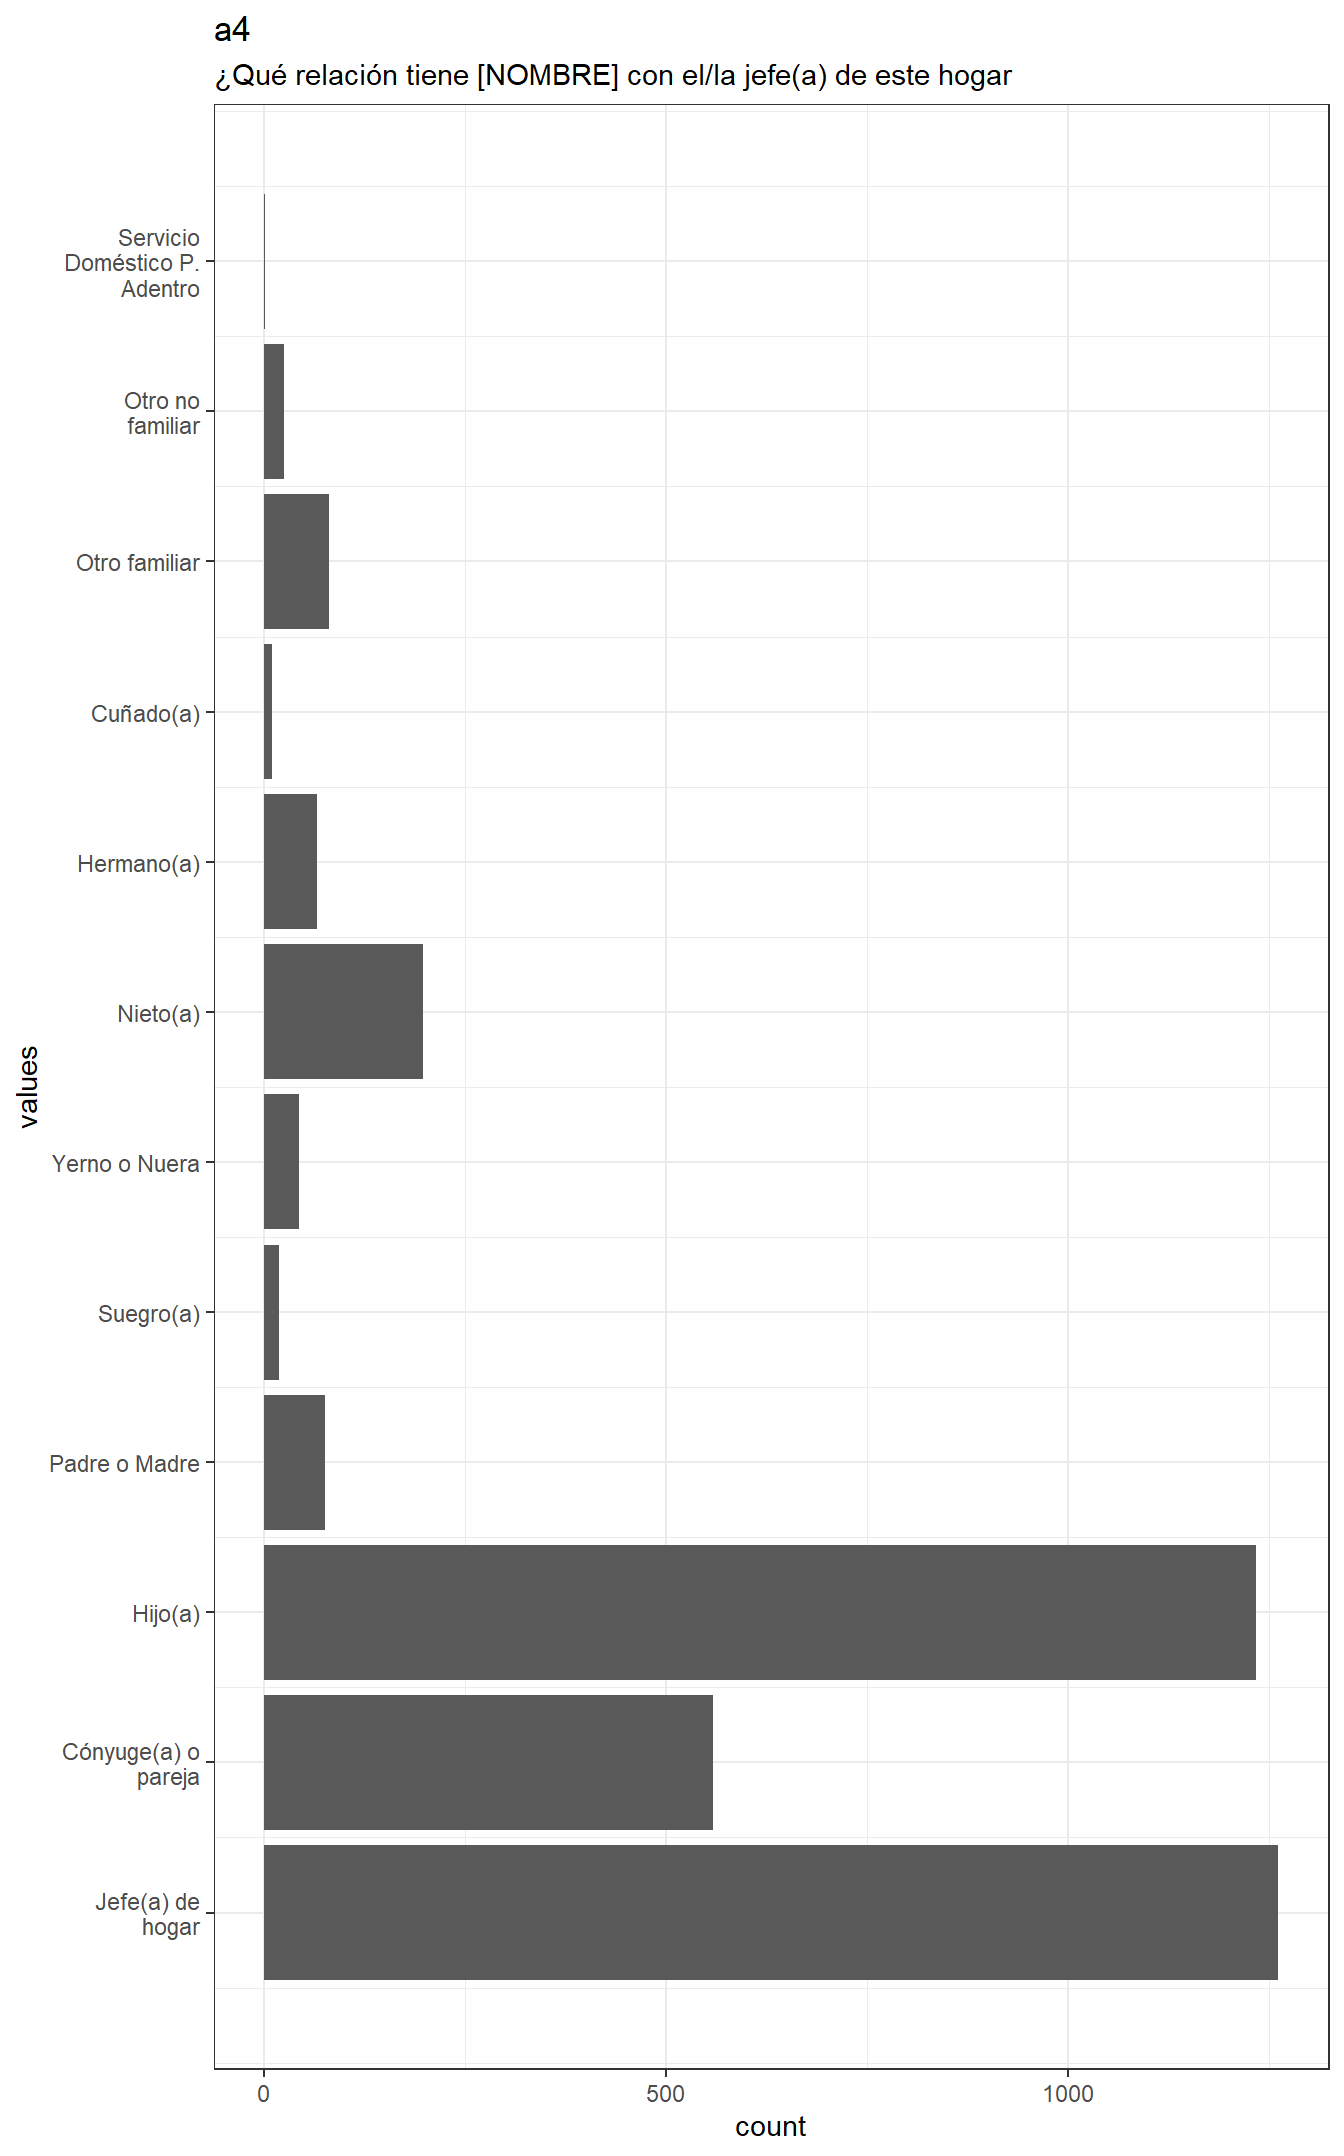 a4
¿Qué relación tiene [NOMBRE] con el/la jefe(a) de este hogar
Servicio
Doméstico P.
Adentro
Otro no
familiar
Otro familiar
Cuñado(a)
Hermano(a)
Nieto(a)
Yerno o Nuera
Suegro(a)
Padre o Madre
Hijo(a)
Cónyuge(a) o
pareja
Jefe(a) de
hogar
values
0
500
1000
count